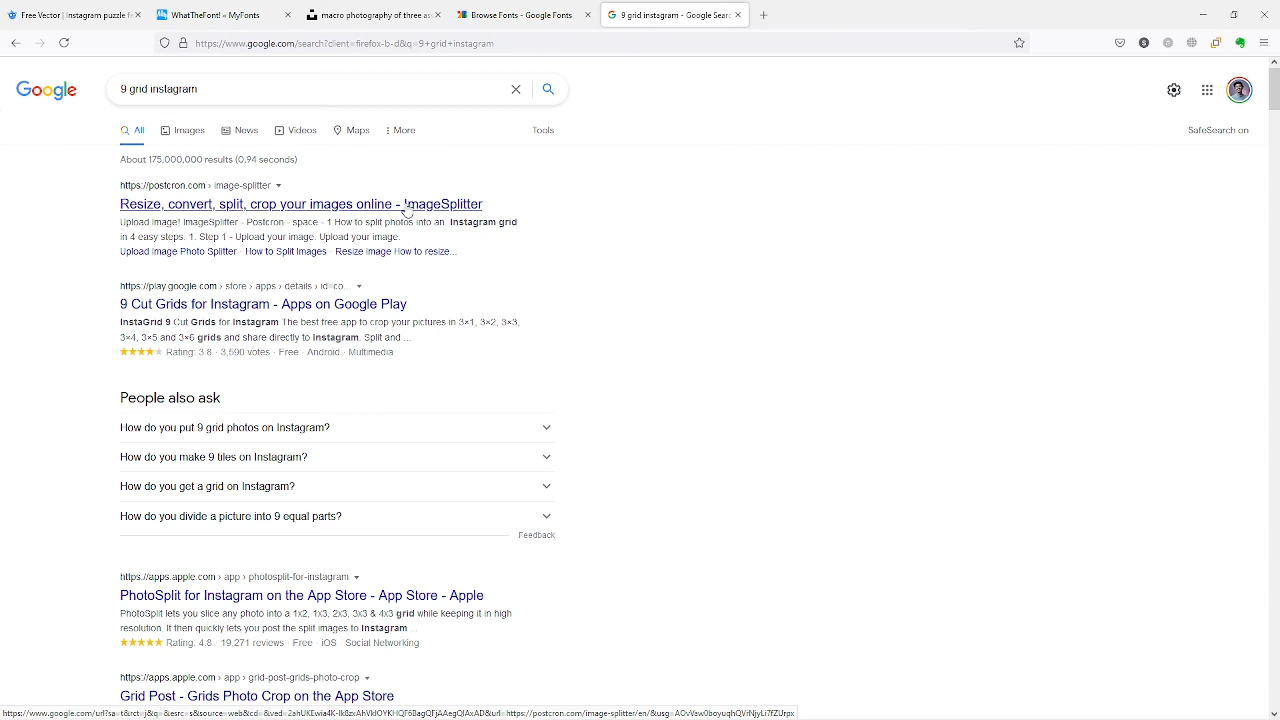 Free Vector | Instagram puzzle f
WhatTheFont! « MyFonts
macro photography of three as
Browse Fonts - Google Fonts
9 grid instagram - Google Sear
https://www.google.com/search?client=firefox-b-d&q=9+grid+instagram
Google
9 grid instagram
All
Images
News
Videos
Maps
More
Tools
SafeSearch on
About 175,000,000 results (0.94 seconds)
https://postcron.com › image-splitter
Resize, convert, split, crop your images online - ImageSplitter
Upload Image! ImageSplitter - Postcron - space - 1 How to split photos into an. Instagram grid
in 4 easy steps. 1. Step 1 - Upload your image. Upload your image.
Upload Image Photo Splitter · How to Split Images · Resize Image How to resize...
https://play.google.com › store › apps › details › id=co...
9 Cut Grids for Instagram - Apps on Google Play
InstaGrid 9 Cut Grids for Instagram The best free app to crop your pictures in 3×1, 3×2, 3×3,
3×4, 3×5 and 3×6 grids and share directly to Instagram. Split and ...
Rating: 3.8 · 3,590 votes · Free · Android · Multimedia
People also ask
How do you put 9 grid photos on Instagram?
How do you make 9 tiles on Instagram?
How do you get a grid on Instagram?
How do you divide a picture into 9 equal parts?
Feedback
https://apps.apple.com › app › photosplit-for-instagram
PhotoSplit for Instagram on the App Store - App Store - Apple
PhotoSplit lets you slice any photo into a 1x2, 1x3, 2x3, 3x3 & 4x3 grid while keeping it in high
resolution. It then quickly lets you post the split images to Instagram ...
Rating: 4.8 · 19,271 reviews · Free · iOS · Social Networking
https://apps.apple.com › app › grid-post-grids-photo-crop
Grid Post - Grids Photo Crop on the App Store